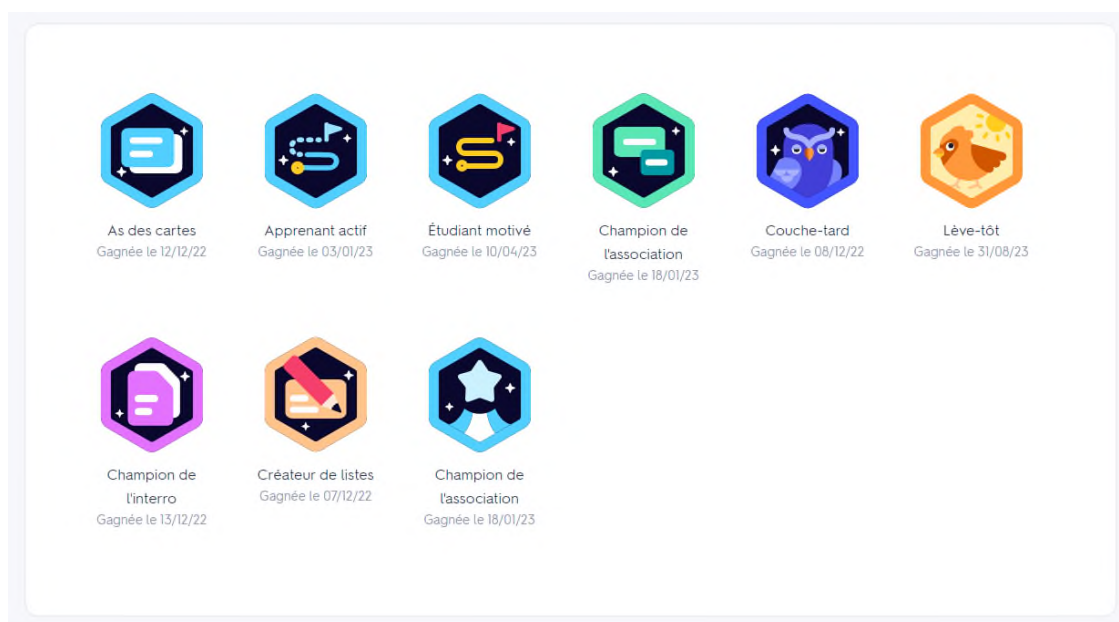 As des cartes
Gagnée le 12/12/22
Apprenant actif
Gagnée le 03/01/23
Étudiant motivé
Gagnée le 10/04/23
Champion de
l'association
Gagnée le 18/01/23
Couche-tard
Gagnée le 08/12/22
Lève-tôt
Gagnée le 31/08/23
Champion de
l'interro
Gagnée le 13/12/22
Créateur de listes
Gagnée le 07/12/22
Champion de
l'association
Gagnée le 18/01/23